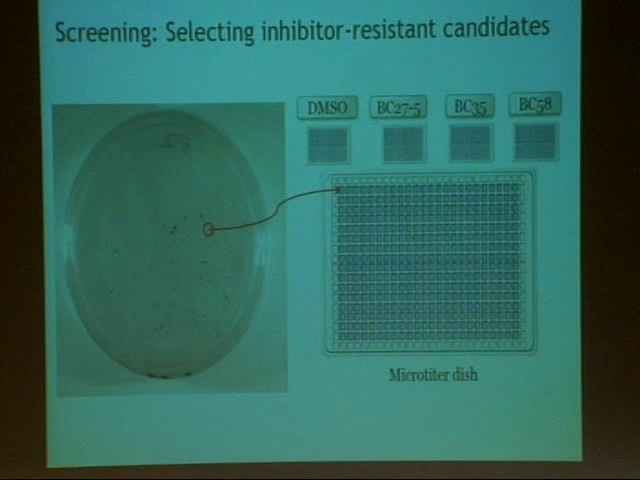 Screening: Selecting inhibitor-resistant candidates
DMSO
BC27-5
BC35
BC58
Microtiter dish